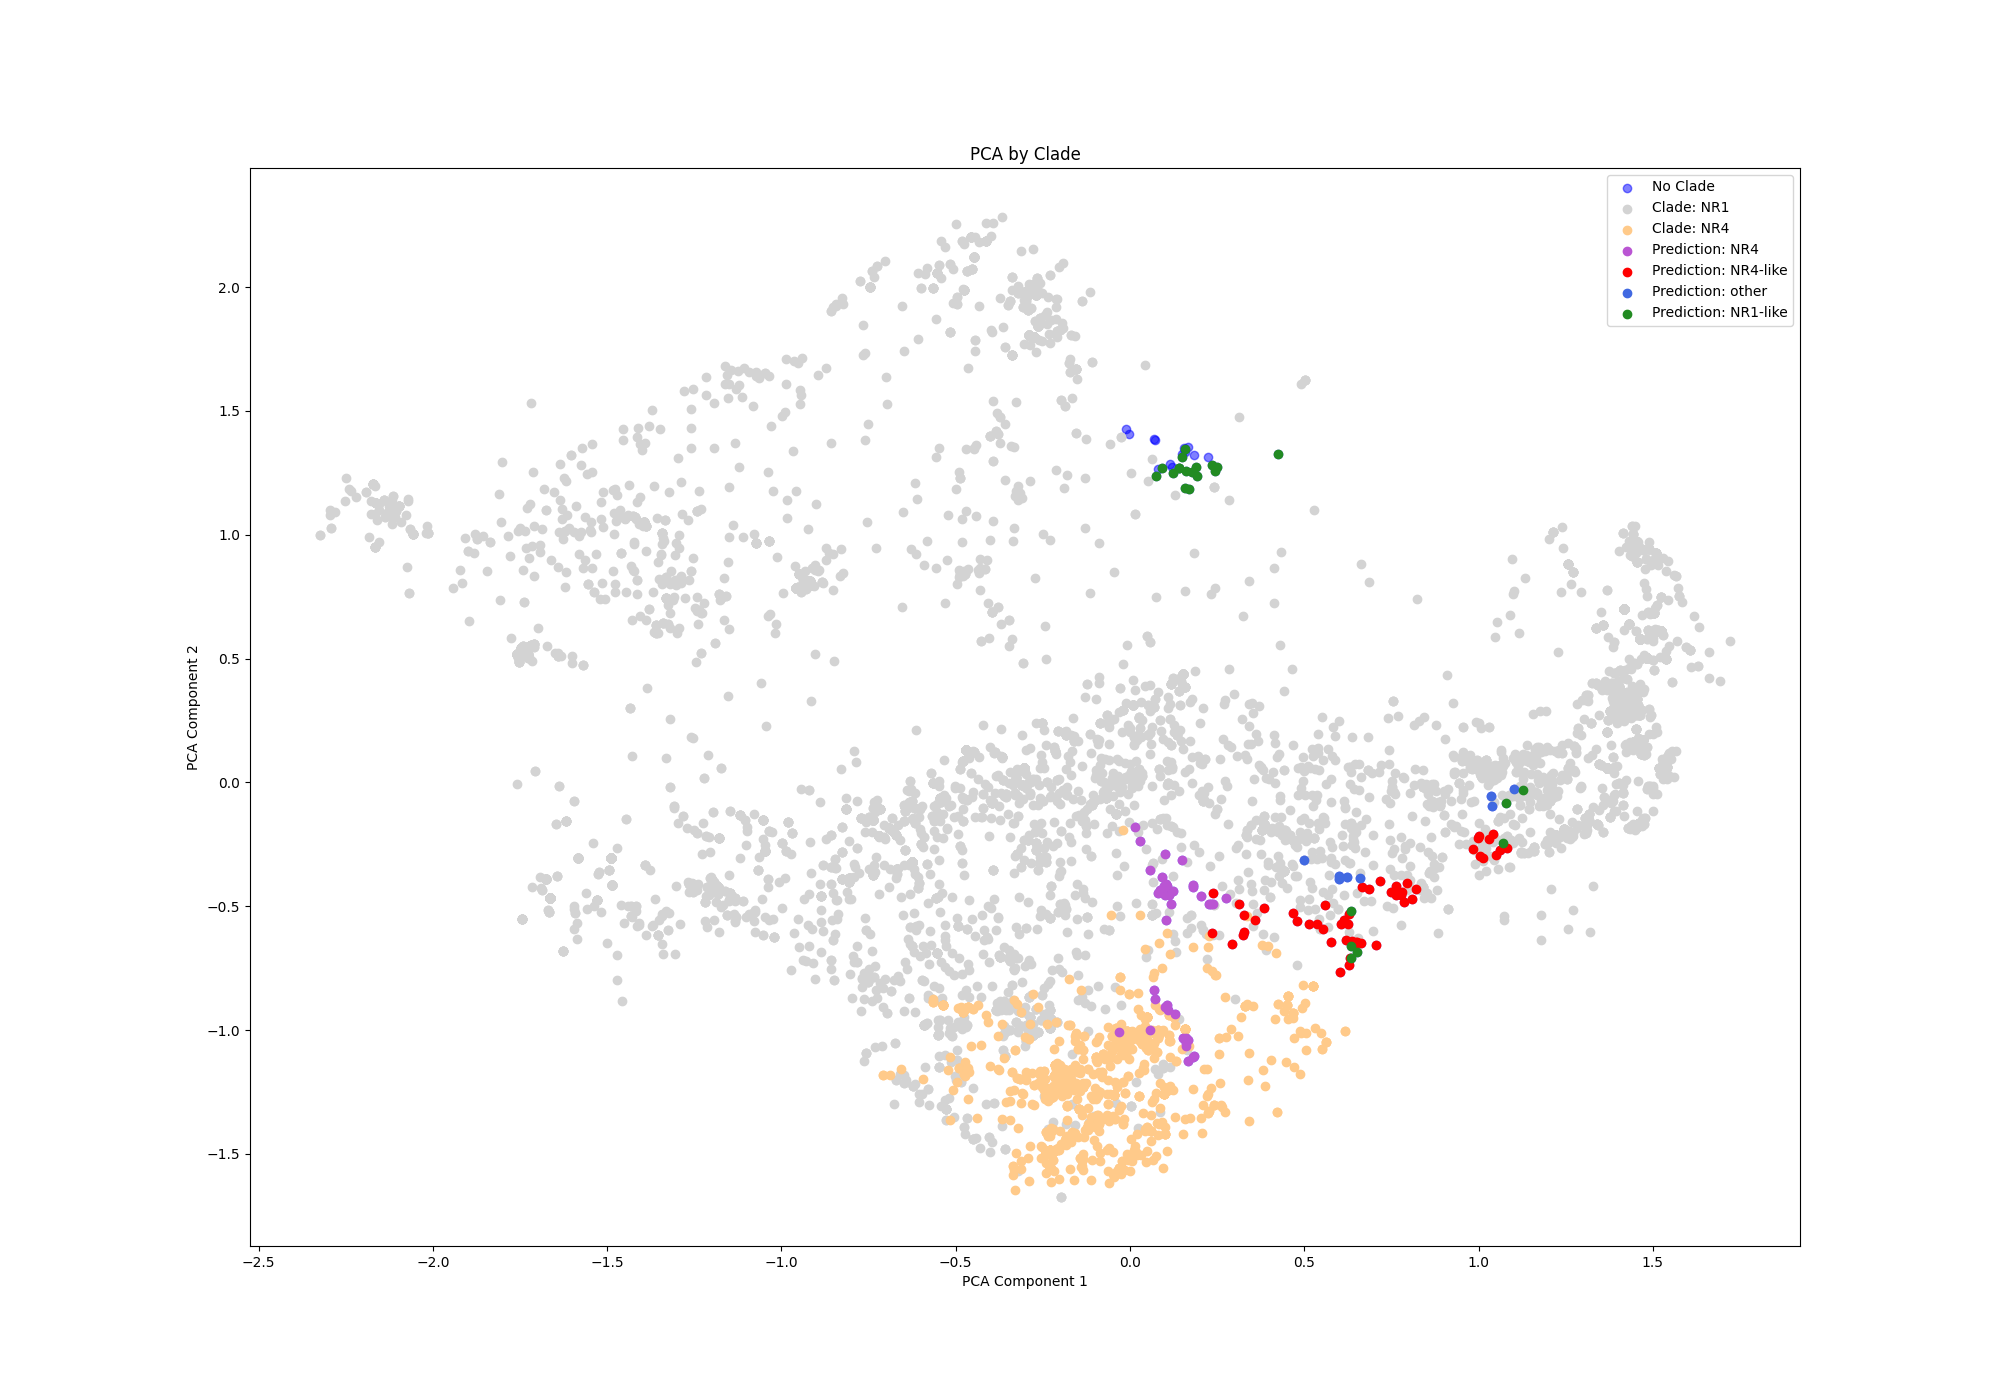 PCA by Clade
No Clade
Clade: NR1
Clade: NR4
Prediction: NR4
Prediction: NR4-like
Prediction: other
Prediction: NR1-like
PCA Component 2
2.0
1.5
1.0
0.5
0.0
−0.5
−1.0
−1.5
−2.5 −2.0 −1.5 −1.0 −0.5 0.0 0.5 1.0 1.5
PCA Component 1